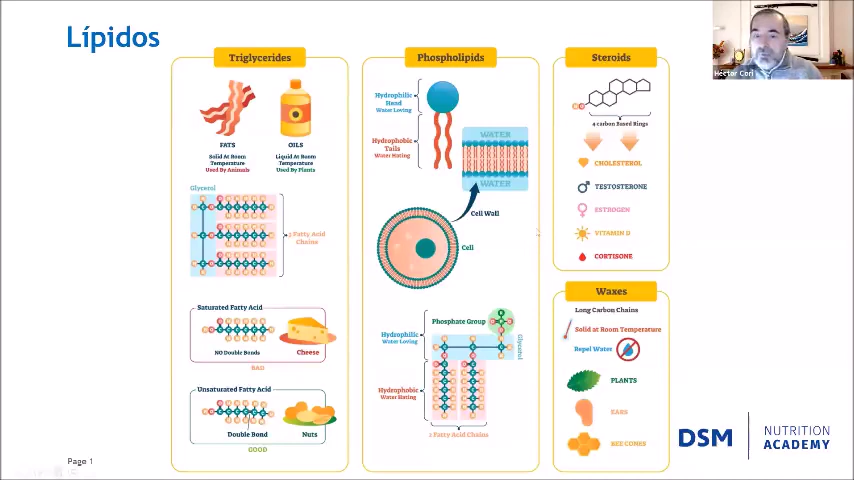 Lípidos
Héctor Cori
Triglycerides
FATS
Solid At Room
Temperature
Used By Animals
OILS
Liquid At Room
Temperature
Used By Plants
Glycerol
3 Fatty Acid
Chains
Saturated Fatty Acid
NO Double Bonds
Cheese
BAD
Unsaturated Fatty Acid
Double Bond
Nuts
GOOD
Phospholipids
Hydrophilic
Head
Water Loving
Hydrophobic
Tails
Water Hating
WATER
WATER
Cell Wall
Cell
Phosphate Group
Hydrophilic
Water Loving
Glycerol
Hydrophobic
Water Hating
2 Fatty Acid Chains
Steroids
4 carbon Based Rings
CHOLESTEROL
TESTOSTERONE
ESTROGEN
VITAMIN D
CORTISONE
Waxes
Long Carbon Chains
Solid at Room Temperature
Repel Water
PLANTS
EARS
BEE COMBS
Page 1
DSM
NUTRITION
ACADEMY